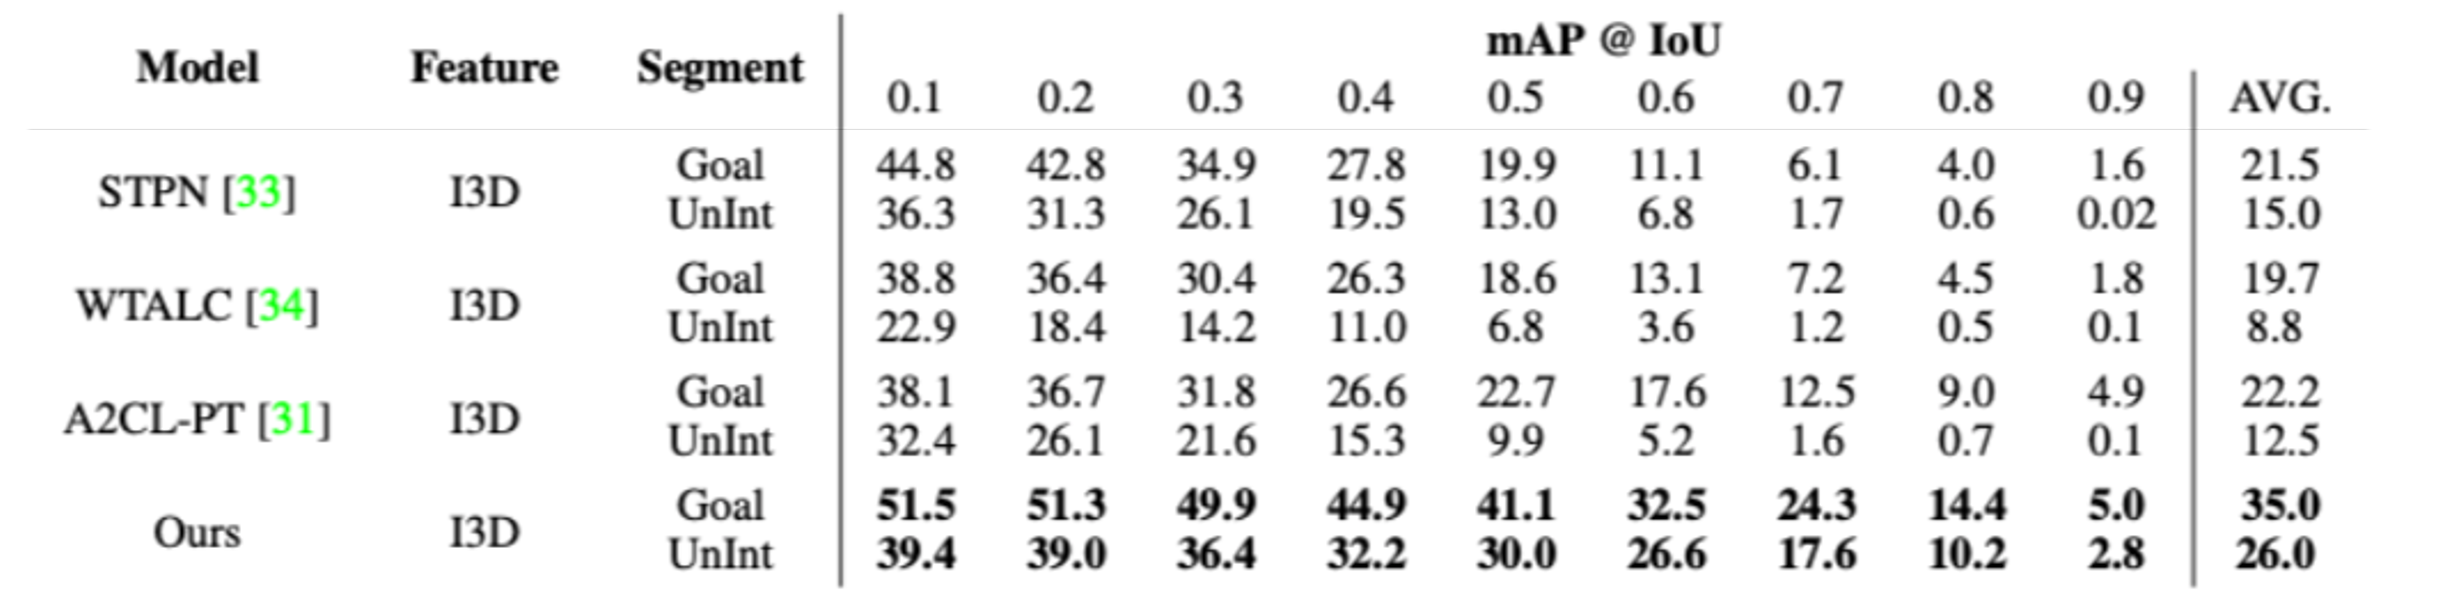 mAP @ IoU
Model Feature Segment
0.1 0.2 0.3 0.4 0.5 0.6 0.7 0.8 0.9 AVG.
Goal 44.8 42.8 34.9 27.8 19.9 11.1 6.1 4.0 1.6 21.5
STPN [33] I3D
UnInt 36.3 31.3 26.1 19.5 13.0 6.8 1.7 0.6 0.02 15.0
Goal 38.8 36.4 30.4 26.3 18.6 13.1 7.2 4.5 1.8 19.7
WTALC [34] I3D
UnInt 22.9 18.4 14.2 11.0 6.8 3.6 1.2 0.5 0.1 8.8
Goal 38.1 36.7 31.8 26.6 22.7 17.6 12.5 9.0 4.9 22.2
A2CL-PT [31] I3D
UnInt 32.4 26.1 21.6 15.3 9.9 5.2 1.6 0.7 0.1 12.5
Goal 51.5 51.3 49.9 44.9 41.1 32.5 24.3 14.4 5.0 35.0
Ours I3D
UnInt 39.4 39.0 36.4 32.2 30.0 26.6 17.6 10.2 2.8 26.0